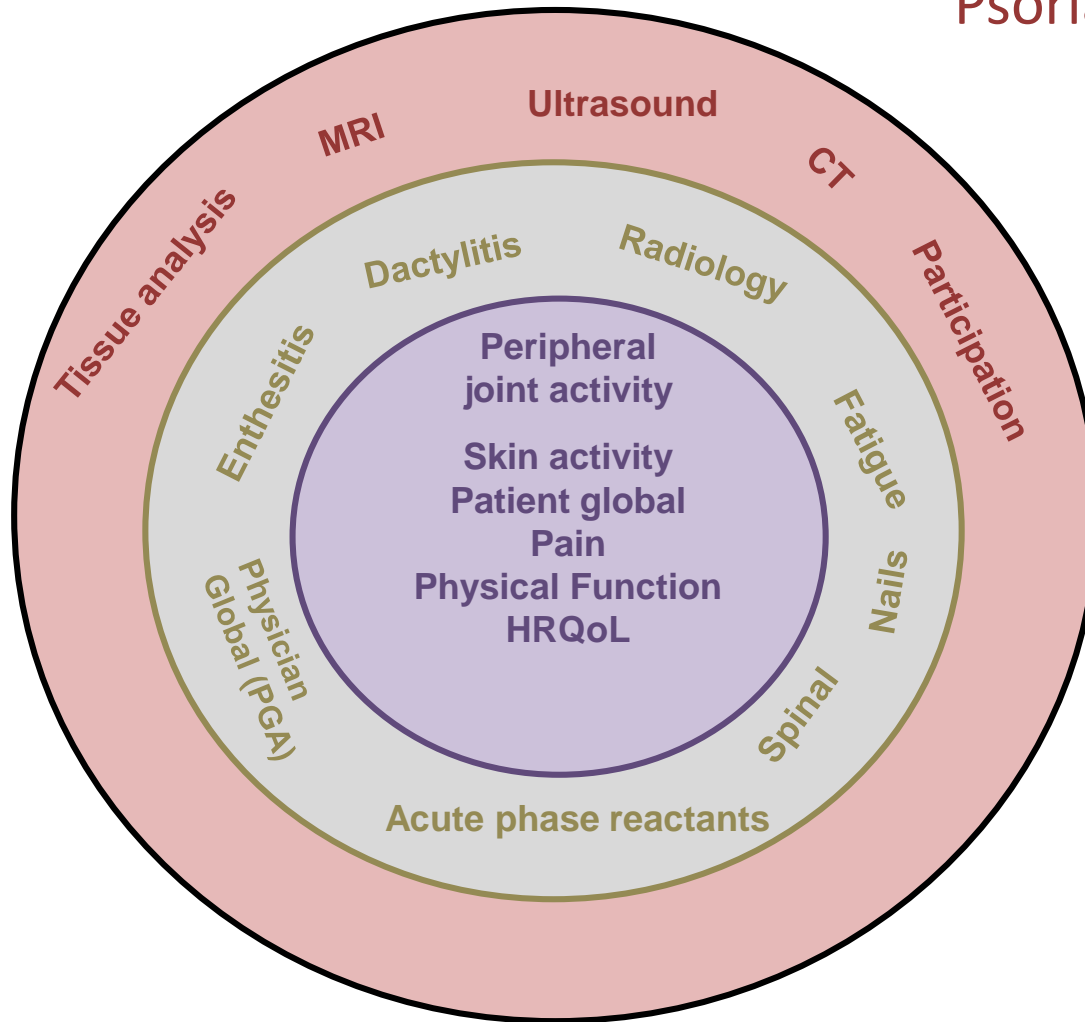 Psoria
Ultrasound
MRI
CT
Tissue analysis
Participation
Dactylitis
Radiology
Enthesitis
Fatigue
Nails
Physician
Global (PGA)
Spinal
Acute phase reactants
Peripheral
joint activity
Skin activity
Patient global
Pain
Physical Function
HRQoL